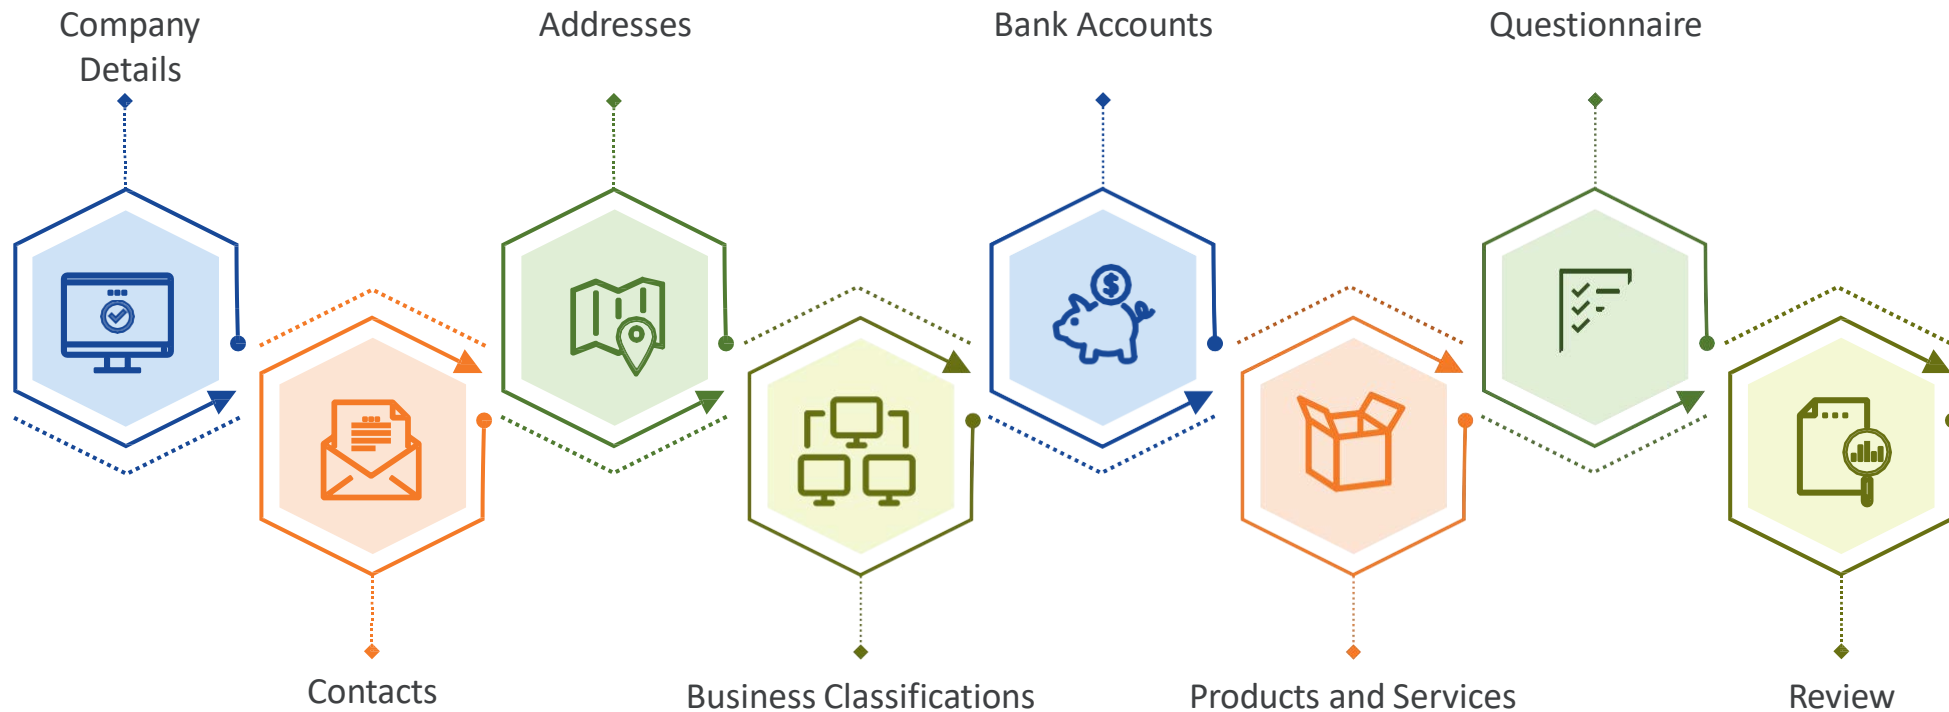 Company
Details
Addresses
Bank Accounts
Questionnaire
$
Contacts
Business Classifications
Products and Services
Review